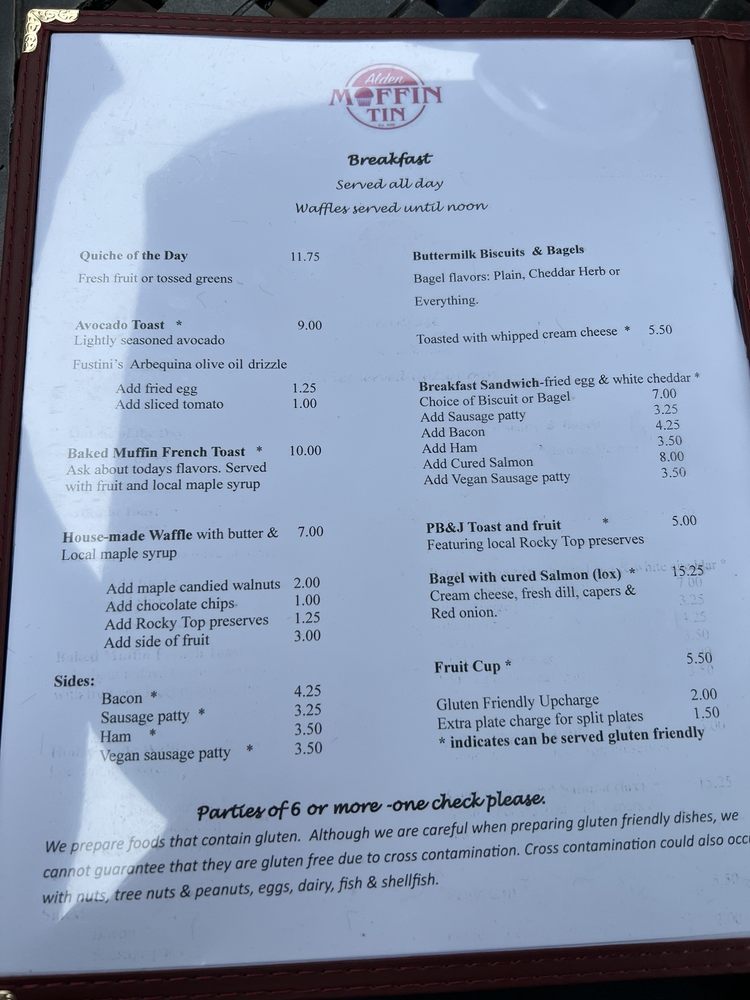 Alden
MUFFIN
TIN
Breakfast
Served all day
Waffles served until noon
Quiche of the Day 11.75
Fresh fruit or tossed greens
Avocado Toast * 9.00
Lightly seasoned avocado
Fustini's Arbequina olive oil drizzle
Add fried egg 1.25
Add sliced tomato 1.00
Baked Muffin French Toast * 10.00
Ask about todays flavors. Served
with fruit and local maple syrup
House-made Waffle with butter & 7.00
Local maple syrup
Add maple candied walnuts 2.00
Add chocolate chips 1.00
Add Rocky Top preserves 1.25
Add side of fruit 3.00
Sides:
Bacon * 4.25
Sausage patty * 3.25
Ham * 3.50
Vegan sausage patty * 3.50
Buttermilk Biscuits & Bagels
Bagel flavors: Plain, Cheddar Herb or
Everything.
Toasted with whipped cream cheese * 5.50
Breakfast Sandwich-fried egg & white cheddar *
Choice of Biscuit or Bagel 7.00
Add Sausage patty 3.25
Add Bacon 4.25
Add Ham 3.50
Add Cured Salmon 8.00
Add Vegan Sausage patty 3.50
PB&J Toast and fruit * 5.00
Featuring local Rocky Top preserves
Bagel with cured Salmon (lox) * 15.25
Cream cheese, fresh dill, capers &
Red onion.
Fruit Cup * 5.50
Gluten Friendly Upcharge 2.00
Extra plate charge for split plates 1.50
* indicates can be served gluten friendly
Parties of 6 or more -one check please.
We prepare foods that contain gluten. Although we are careful when preparing gluten friendly dishes, we
cannot guarantee that they are gluten free due to cross contamination. Cross contamination could also occ
with nuts, tree nuts & peanuts, eggs, dairy, fish & shellfish.